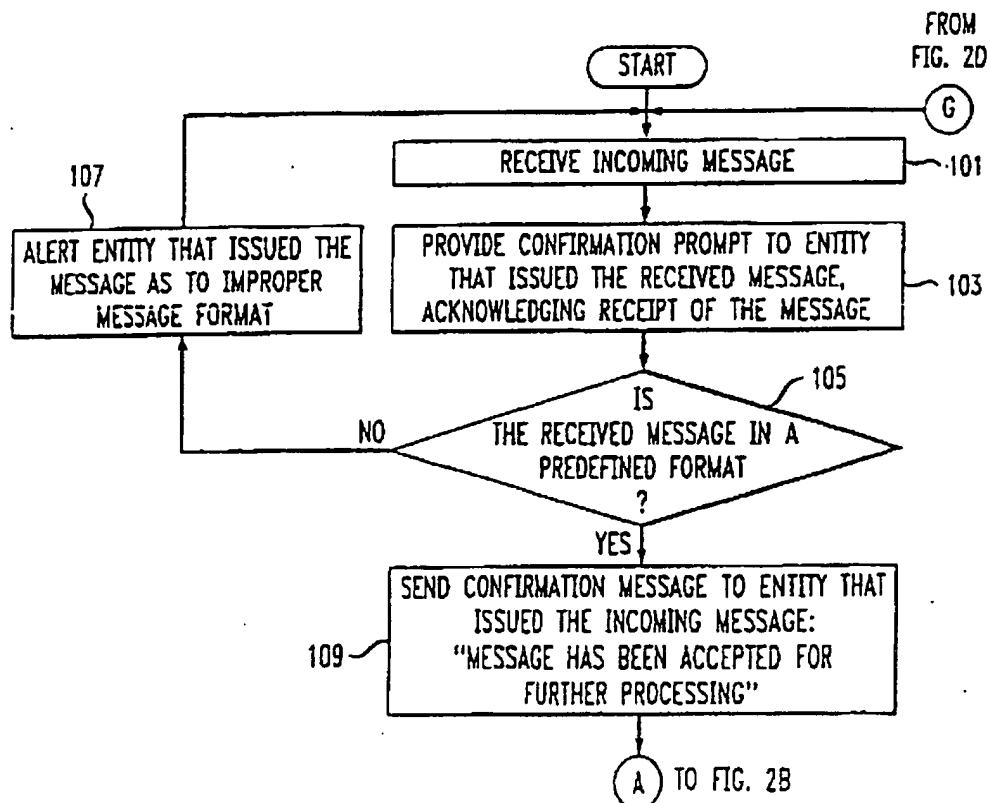 FROM
FIG. 2D
START
G
RECEIVE INCOMING MESSAGE
101
107
ALERT ENTITY THAT ISSUED THE
MESSAGE AS TO IMPROPER
MESSAGE FORMAT
PROVIDE CONFIRMATION PROMPT TO ENTITY
THAT ISSUED THE RECEIVED MESSAGE,
ACKNOWLEDGING RECEIPT OF THE MESSAGE
103
105
IS
THE RECEIVED MESSAGE IN A
PREDEFINED FORMAT
?
NO
YES
SEND CONFIRMATION MESSAGE TO ENTITY THAT
ISSUED THE INCOMING MESSAGE:
"MESSAGE HAS BEEN ACCEPTED FOR
FURTHER PROCESSING"
109
A TO FIG. 2B